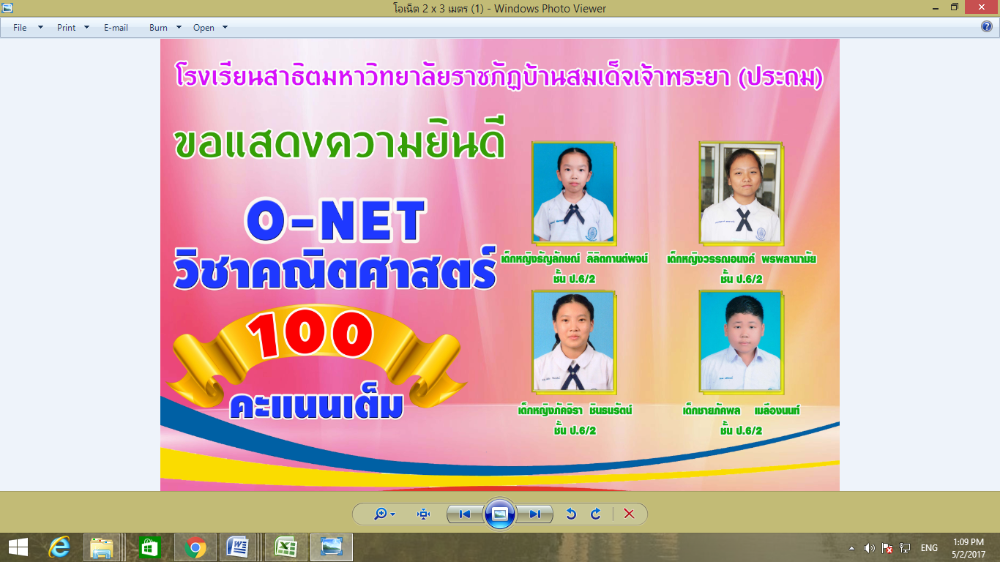 โอเน็ต 2 x 3 เมตร (1) - Windows Photo Viewer
File Print E-mail Burn Open
โรงเรียนสาธิตมหาวิทยาลัยราชภัฏบ้านสมเด็จเจ้าพระยา (ประถม)
ขอแสดงความยินดี
O-NET
วิชาคณิตศาสตร์
100
คะแนนเต็ม
เด็กหญิงธัญลักษณ์ ลิลิตกานต์พจน์
ชั้น ป.6/2
เด็กหญิงวรรณอนงค์ พรพลานามัย
ชั้น ป.6/2
เด็กหญิงภัคจิรา ชินธนรัตน์
ชั้น ป.6/2
เด็กชายภัคพล เมลืองนนท์
ชั้น ป.6/2
ENG
1:09 PM
5/2/2017